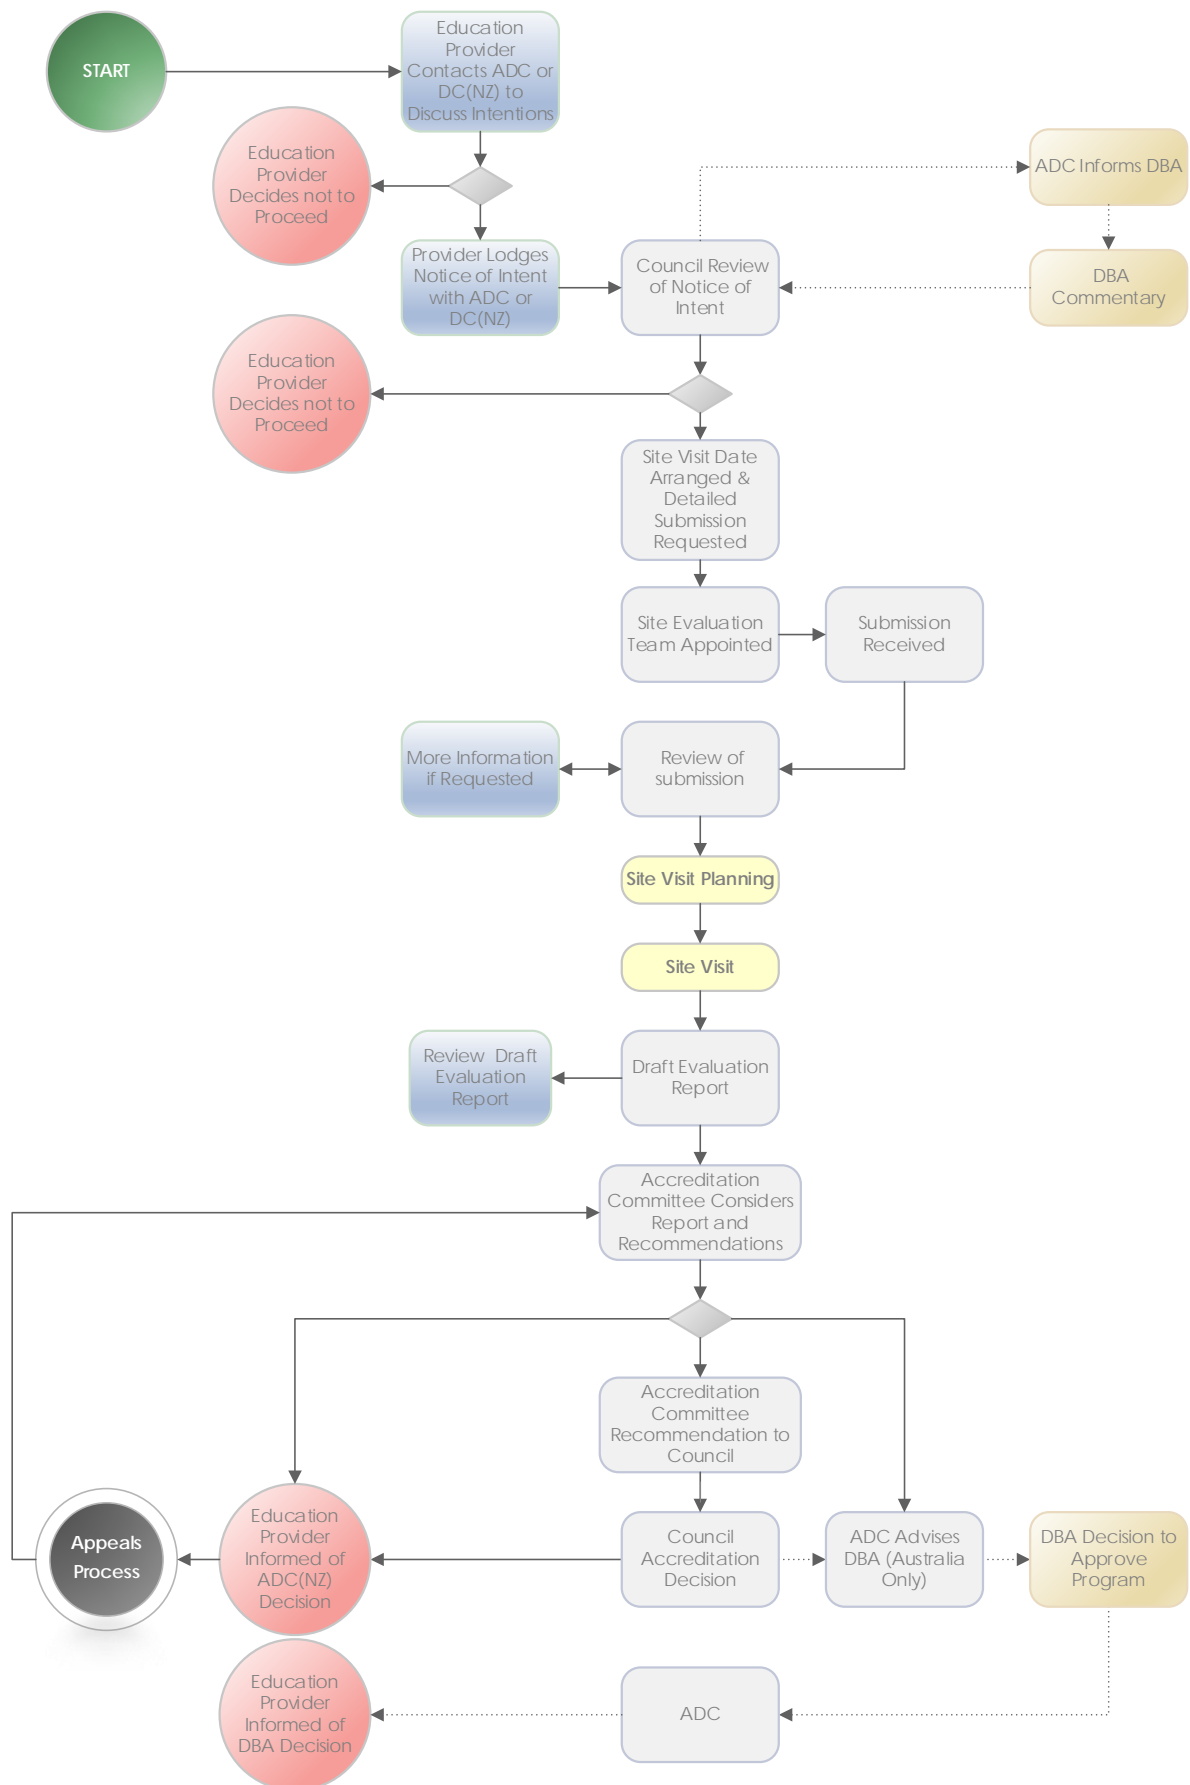 START
Education
Provider
Contacts ADC or
DC(NZ) to
Discuss Intentions
Education
Provider
Decides not to
Proceed
ADC Informs DBA
Provider Lodges
Notice of Intent
with ADC or
DC(NZ)
Council Review
of Notice of
Intent
DBA
Commentary
Education
Provider
Decides not to
Proceed
Site Visit Date
Arranged &
Detailed
Submission
Requested
Site Evaluation
Team Appointed
Submission
Received
More Information
if Requested
Review of
submission
Site Visit Planning
Site Visit
Review Draft
Evaluation
Report
Draft Evaluation
Report
Accreditation
Committee Considers
Report and
Recommendations
Accreditation
Committee
Recommendation to
Council
Appeals
Process
Education
Provider
Informed of
ADC(NZ)
Decision
Council
Accreditation
Decision
ADC Advises
DBA (Australia
Only)
DBA Decision to
Approve
Program
Education
Provider
Informed of
DBA Decision
ADC